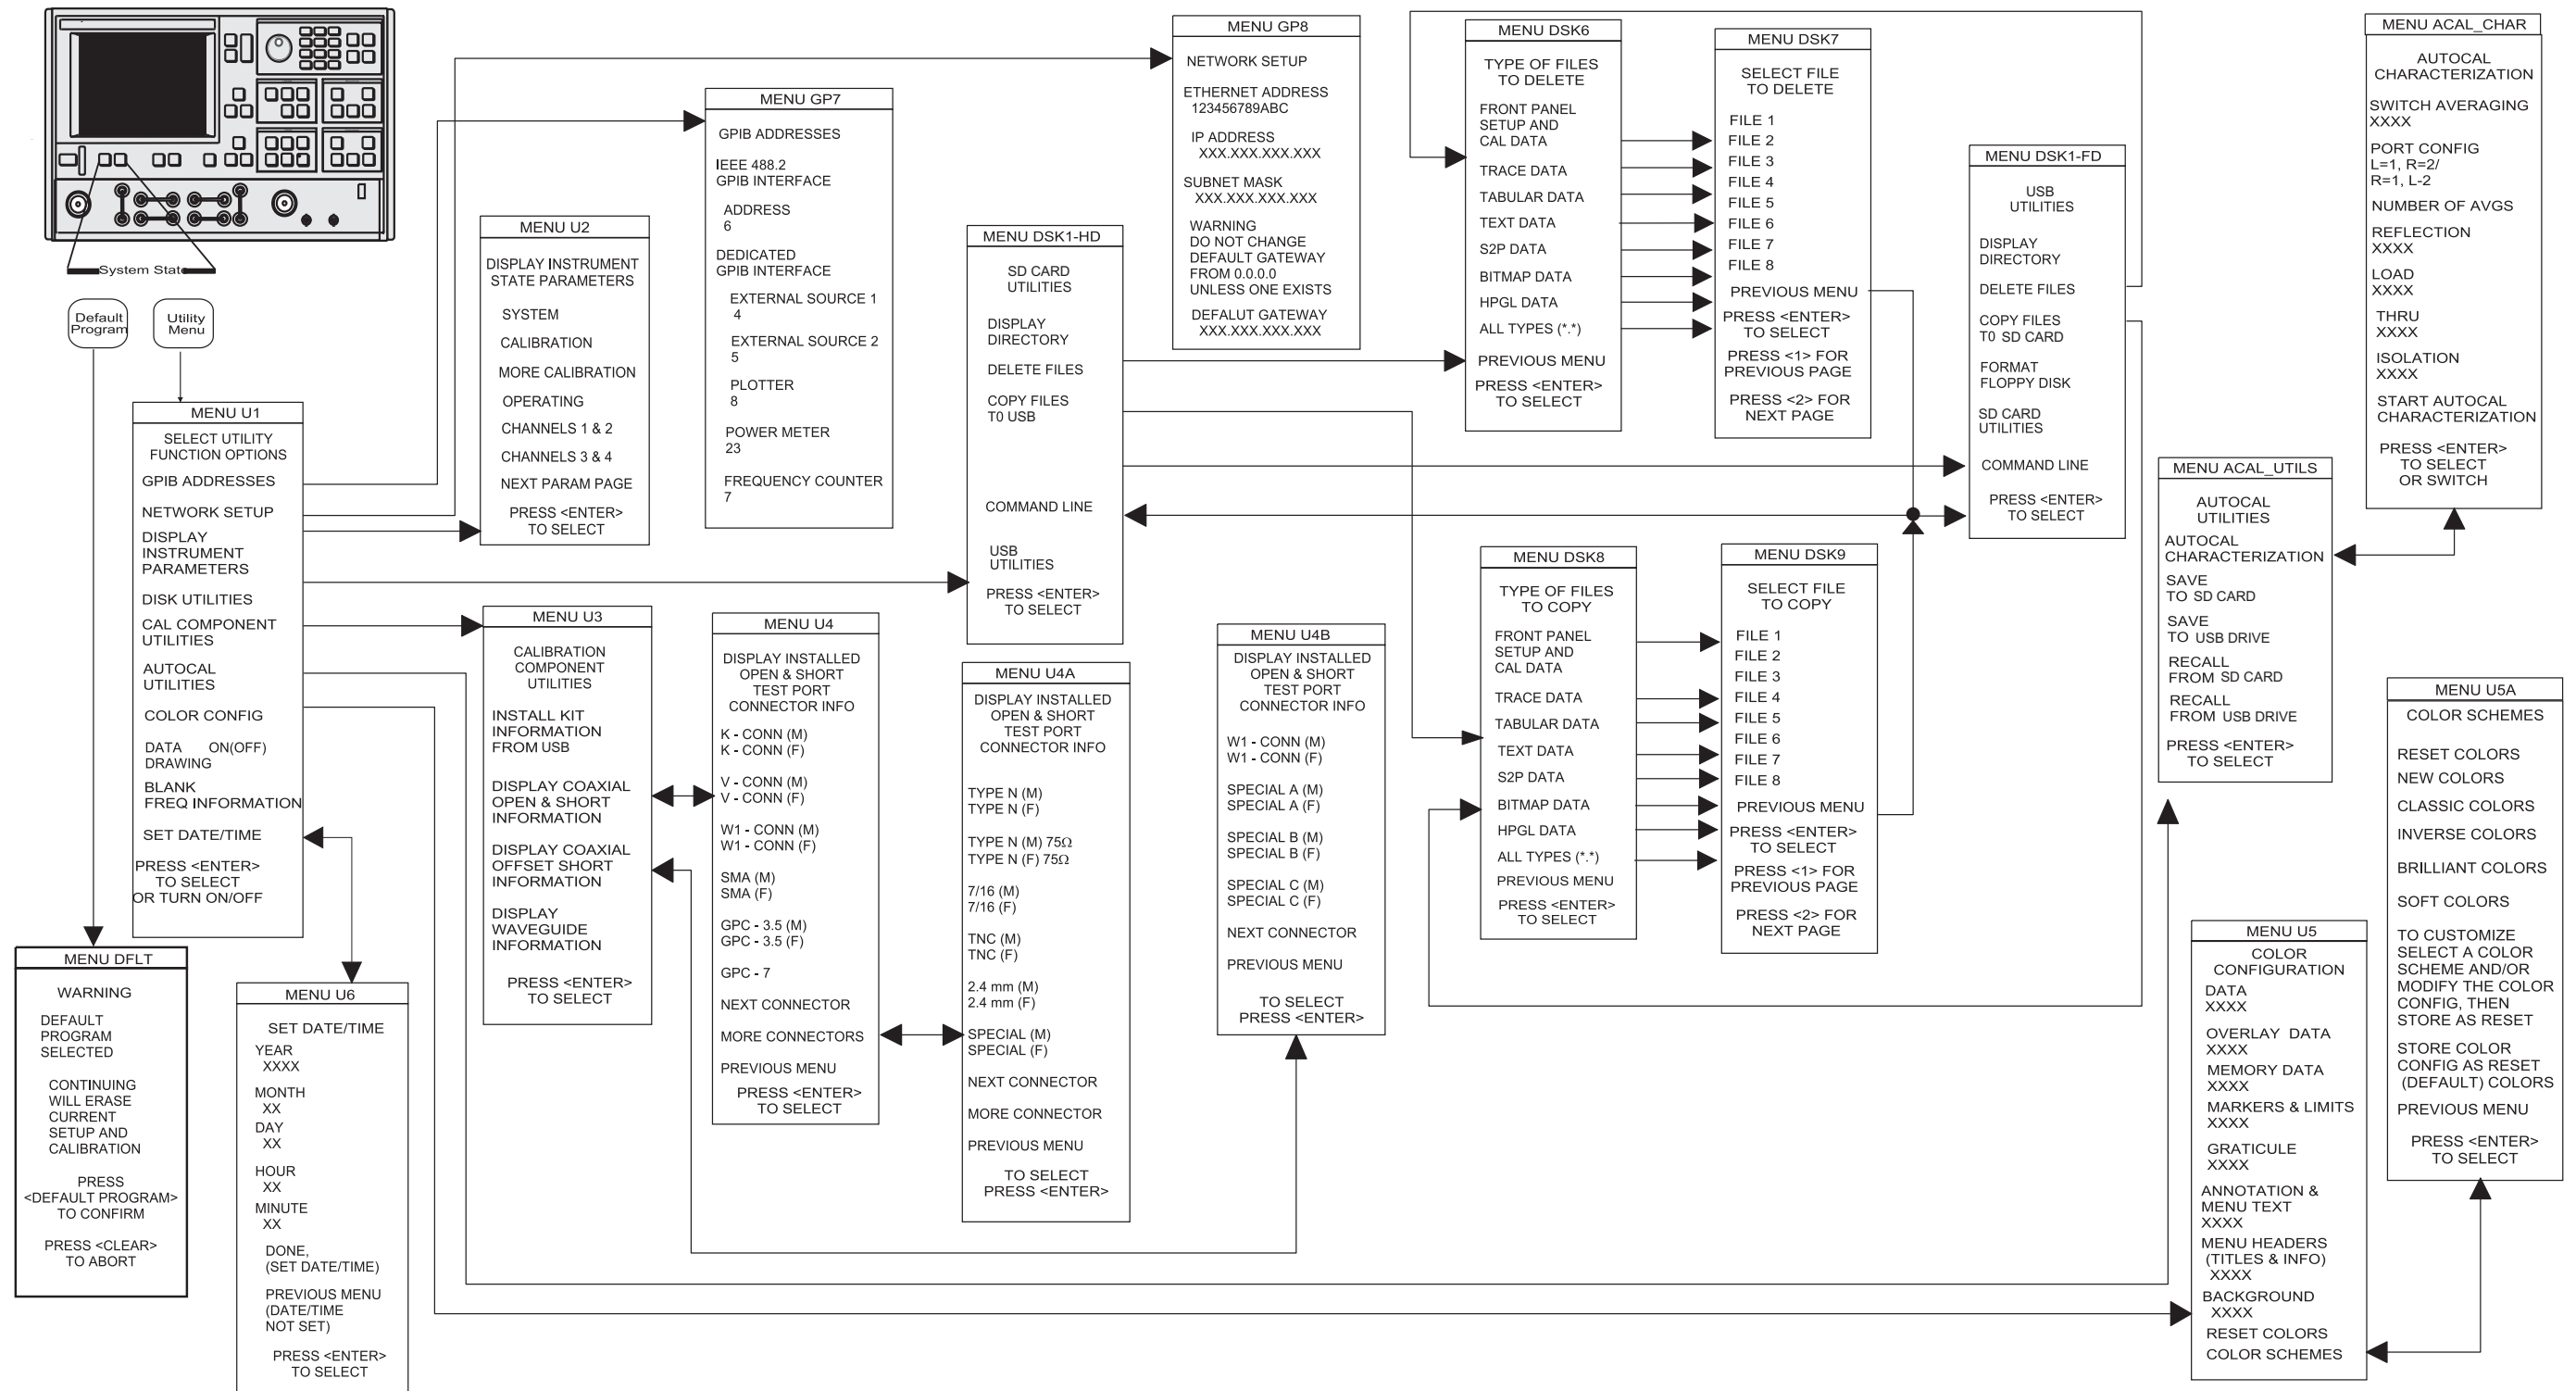 System State
Default
Program
Utility
Menu
MENU U1
SELECT UTILITY
FUNCTION OPTIONS
GPIB ADDRESSES
NETWORK SETUP
DISPLAY
INSTRUMENT
PARAMETERS
DISK UTILITIES
CAL COMPONENT
UTILITIES
AUTOCAL
UTILITIES
COLOR CONFIG
DATA ON(OFF)
DRAWING
BLANK
FREQ INFORMATION
SET DATE/TIME
PRESS <ENTER>
TO SELECT
OR TURN ON/OFF
MENU DFLT
WARNING
DEFAULT
PROGRAM
SELECTED
CONTINUING
WILL ERASE
CURRENT
SETUP AND
CALIBRATION
PRESS
<DEFAULT PROGRAM>
TO CONFIRM
PRESS <CLEAR>
TO ABORT
MENU U6
SET DATE/TIME
YEAR
XXXX
MONTH
XX
DAY
XX
HOUR
XX
MINUTE
XX
DONE,
(SET DATE/TIME)
PREVIOUS MENU
(DATE/TIME
NOT SET)
PRESS <ENTER>
TO SELECT
MENU U2
DISPLAY INSTRUMENT
STATE PARAMETERS
SYSTEM
CALIBRATION
MORE CALIBRATION
OPERATING
CHANNELS 1 & 2
CHANNELS 3 & 4
NEXT PARAM PAGE
PRESS <ENTER>
TO SELECT
MENU U3
CALIBRATION
COMPONENT
UTILITIES
INSTALL KIT
INFORMATION
FROM USB
DISPLAY COAXIAL
OPEN & SHORT
INFORMATION
DISPLAY COAXIAL
OFFSET SHORT
INFORMATION
DISPLAY
WAVEGUIDE
INFORMATION
PRESS <ENTER>
TO SELECT
MENU GP7
GPIB ADDRESSES
IEEE 488.2
GPIB INTERFACE
ADDRESS
6
DEDICATED
GPIB INTERFACE
EXTERNAL SOURCE 1
4
EXTERNAL SOURCE 2
5
PLOTTER
8
POWER METER
23
FREQUENCY COUNTER
7
MENU U4
DISPLAY INSTALLED
OPEN & SHORT
TEST PORT
CONNECTOR INFO
K - CONN (M)
K - CONN (F)
V - CONN (M)
V - CONN (F)
W1 - CONN (M)
W1 - CONN (F)
SMA (M)
SMA (F)
GPC - 3.5 (M)
GPC - 3.5 (F)
GPC - 7
NEXT CONNECTOR
MORE CONNECTORS
PREVIOUS MENU
PRESS <ENTER>
TO SELECT
MENU DSK1-HD
SD CARD
UTILITIES
DISPLAY
DIRECTORY
DELETE FILES
COPY FILES
T0 USB
COMMAND LINE
USB
UTILITIES
PRESS <ENTER>
TO SELECT
MENU U4A
DISPLAY INSTALLED
OPEN & SHORT
TEST PORT
CONNECTOR INFO
TYPE N (M)
TYPE N (F)
TYPE N (M) 75Ω
TYPE N (F) 75Ω
7/16 (M)
7/16 (F)
TNC (M)
TNC (F)
2.4 mm (M)
2.4 mm (F)
SPECIAL (M)
SPECIAL (F)
NEXT CONNECTOR
MORE CONNECTOR
PREVIOUS MENU
TO SELECT
PRESS <ENTER>
MENU GP8
NETWORK SETUP
ETHERNET ADDRESS
123456789ABC
IP ADDRESS
XXX.XXX.XXX.XXX
SUBNET MASK
XXX.XXX.XXX.XXX
WARNING
DO NOT CHANGE
DEFAULT GATEWAY
FROM 0.0.0.0
UNLESS ONE EXISTS
DEFALUT GATEWAY
XXX.XXX.XXX.XXX
MENU U4B
DISPLAY INSTALLED
OPEN & SHORT
TEST PORT
CONNECTOR INFO
W1 - CONN (M)
W1 - CONN (F)
SPECIAL A (M)
SPECIAL A (F)
SPECIAL B (M)
SPECIAL B (F)
SPECIAL C (M)
SPECIAL C (F)
NEXT CONNECTOR
PREVIOUS MENU
TO SELECT
PRESS <ENTER>
MENU DSK6
TYPE OF FILES
TO DELETE
FRONT PANEL
SETUP AND
CAL DATA
TRACE DATA
TABULAR DATA
TEXT DATA
S2P DATA
BITMAP DATA
HPGL DATA
ALL TYPES (*.*)
PREVIOUS MENU
PRESS <ENTER>
TO SELECT
MENU DSK7
SELECT FILE
TO DELETE
FILE 1
FILE 2
FILE 3
FILE 4
FILE 5
FILE 6
FILE 7
FILE 8
PREVIOUS MENU
PRESS <ENTER>
TO SELECT
PRESS <1> FOR
PREVIOUS PAGE
PRESS <2> FOR
NEXT PAGE
MENU DSK8
TYPE OF FILES
TO COPY
FRONT PANEL
SETUP AND
CAL DATA
TRACE DATA
TABULAR DATA
TEXT DATA
S2P DATA
BITMAP DATA
HPGL DATA
ALL TYPES (*.*)
PREVIOUS MENU
PRESS <ENTER>
TO SELECT
MENU DSK9
SELECT FILE
TO COPY
FILE 1
FILE 2
FILE 3
FILE 4
FILE 5
FILE 6
FILE 7
FILE 8
PREVIOUS MENU
PRESS <ENTER>
TO SELECT
PRESS <1> FOR
PREVIOUS PAGE
PRESS <2> FOR
NEXT PAGE
MENU DSK1-FD
USB
UTILITIES
DISPLAY
DIRECTORY
DELETE FILES
COPY FILES
T0 SD CARD
FORMAT
FLOPPY DISK
SD CARD
UTILITIES
COMMAND LINE
PRESS <ENTER>
TO SELECT
MENU ACAL_UTILS
AUTOCAL
UTILITIES
AUTOCAL
CHARACTERIZATION
SAVE
TO SD CARD
SAVE
TO USB DRIVE
RECALL
FROM SD CARD
RECALL
FROM USB DRIVE
PRESS <ENTER>
TO SELECT
MENU ACAL_CHAR
AUTOCAL
CHARACTERIZATION
SWITCH AVERAGING
XXXX
PORT CONFIG
L=1, R=2/
R=1, L-2
NUMBER OF AVGS
REFLECTION
XXXX
LOAD
XXXX
THRU
XXXX
ISOLATION
XXXX
START AUTOCAL
CHARACTERIZATION
PRESS <ENTER>
TO SELECT
OR SWITCH
MENU U5
COLOR
CONFIGURATION
DATA
XXXX
OVERLAY DATA
XXXX
MEMORY DATA
XXXX
MARKERS & LIMITS
XXXX
GRATICULE
XXXX
ANNOTATION &
MENU TEXT
XXXX
MENU HEADERS
(TITLES & INFO)
XXXX
BACKGROUND
XXXX
RESET COLORS
COLOR SCHEMES
MENU U5A
COLOR SCHEMES
RESET COLORS
NEW COLORS
CLASSIC COLORS
INVERSE COLORS
BRILLIANT COLORS
SOFT COLORS
TO CUSTOMIZE
SELECT A COLOR
SCHEME AND/OR
MODIFY THE COLOR
CONFIG, THEN
STORE AS RESET
STORE COLOR
CONFIG AS RESET
(DEFAULT) COLORS
PREVIOUS MENU
PRESS <ENTER>
TO SELECT